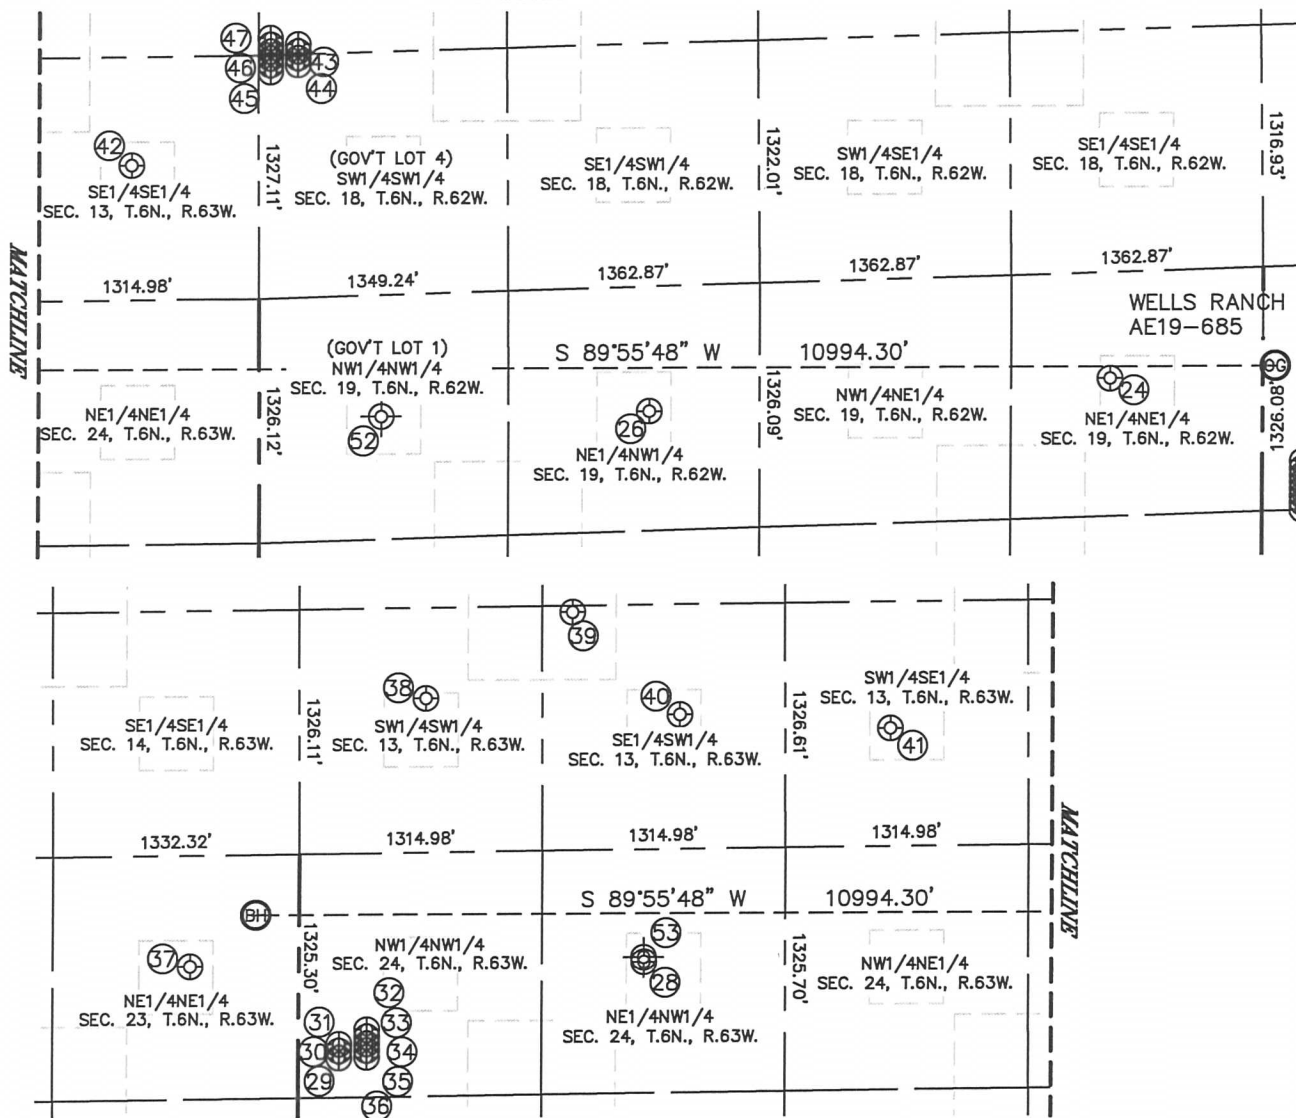 47
46
45
43
44
42
SE1/4SE1/4
SEC. 13, T.6N., R.63W.
1327.11'
(GOV'T LOT 4)
SW1/4SW1/4
SEC. 18, T.6N., R.62W.
SE1/4SW1/4
SEC. 18, T.6N., R.62W.
1322.01'
SW1/4SE1/4
SEC. 18, T.6N., R.62W.
SE1/4SE1/4
SEC. 18, T.6N., R.62W.
1319.93'
MATCHLINE
1314.98'
1349.24'
1362.87'
1362.87'
1362.87'
WELLS RANCH
AE19-685
S 89°55'48" W 10994.30'
BG
NE1/4NE1/4
SEC. 24, T.6N., R.63W.
1326.12'
(GOV'T LOT 1)
NW1/4NW1/4
SEC. 19, T.6N., R.62W.
52
26
NE1/4NW1/4
SEC. 19, T.6N., R.62W.
1326.09'
NW1/4NE1/4
SEC. 19, T.6N., R.62W.
24
NE1/4NE1/4
SEC. 19, T.6N., R.62W.
1326.08'
39
SE1/4SE1/4
SEC. 14, T.6N., R.63W.
1326.11'
38
SW1/4SW1/4
SEC. 13, T.6N., R.63W.
40
SE1/4SW1/4
SEC. 13, T.6N., R.63W.
1326.61'
SW1/4SE1/4
SEC. 13, T.6N., R.63W.
41
1332.32'
1314.98'
1314.98'
1314.98'
MATCHLINE
BH
S 89°55'48" W 10994.30'
37
NE1/4NE1/4
SEC. 23, T.6N., R.63W.
1325.30'
NW1/4NW1/4
SEC. 24, T.6N., R.63W.
53
28
NE1/4NW1/4
SEC. 24, T.6N., R.63W.
1325.70'
NW1/4NE1/4
SEC. 24, T.6N., R.63W.
32
31
33
30
34
29
35
36